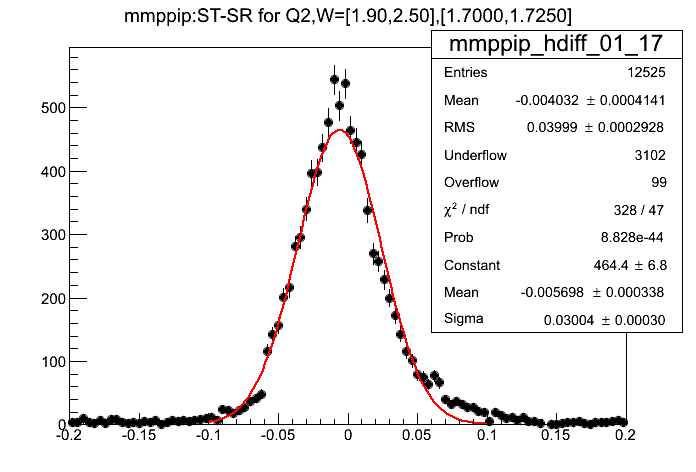 mmppip:ST-SR for Q2,W=[1.90,2.50],[1.7000,1.7250]
mmppip_hdiff_01_17
Entries 12525
Mean -0.004032 ± 0.0004141
RMS 0.03999 ± 0.0002928
Underflow 3102
Overflow 99
χ² / ndf 328 / 47
Prob 8.828e-44
Constant 464.4 ± 6.8
Mean -0.005698 ± 0.000338
Sigma 0.03004 ± 0.00030
500
400
300
200
100
0
-0.2 -0.15 -0.1 -0.05 0 0.05 0.1 0.15 0.2